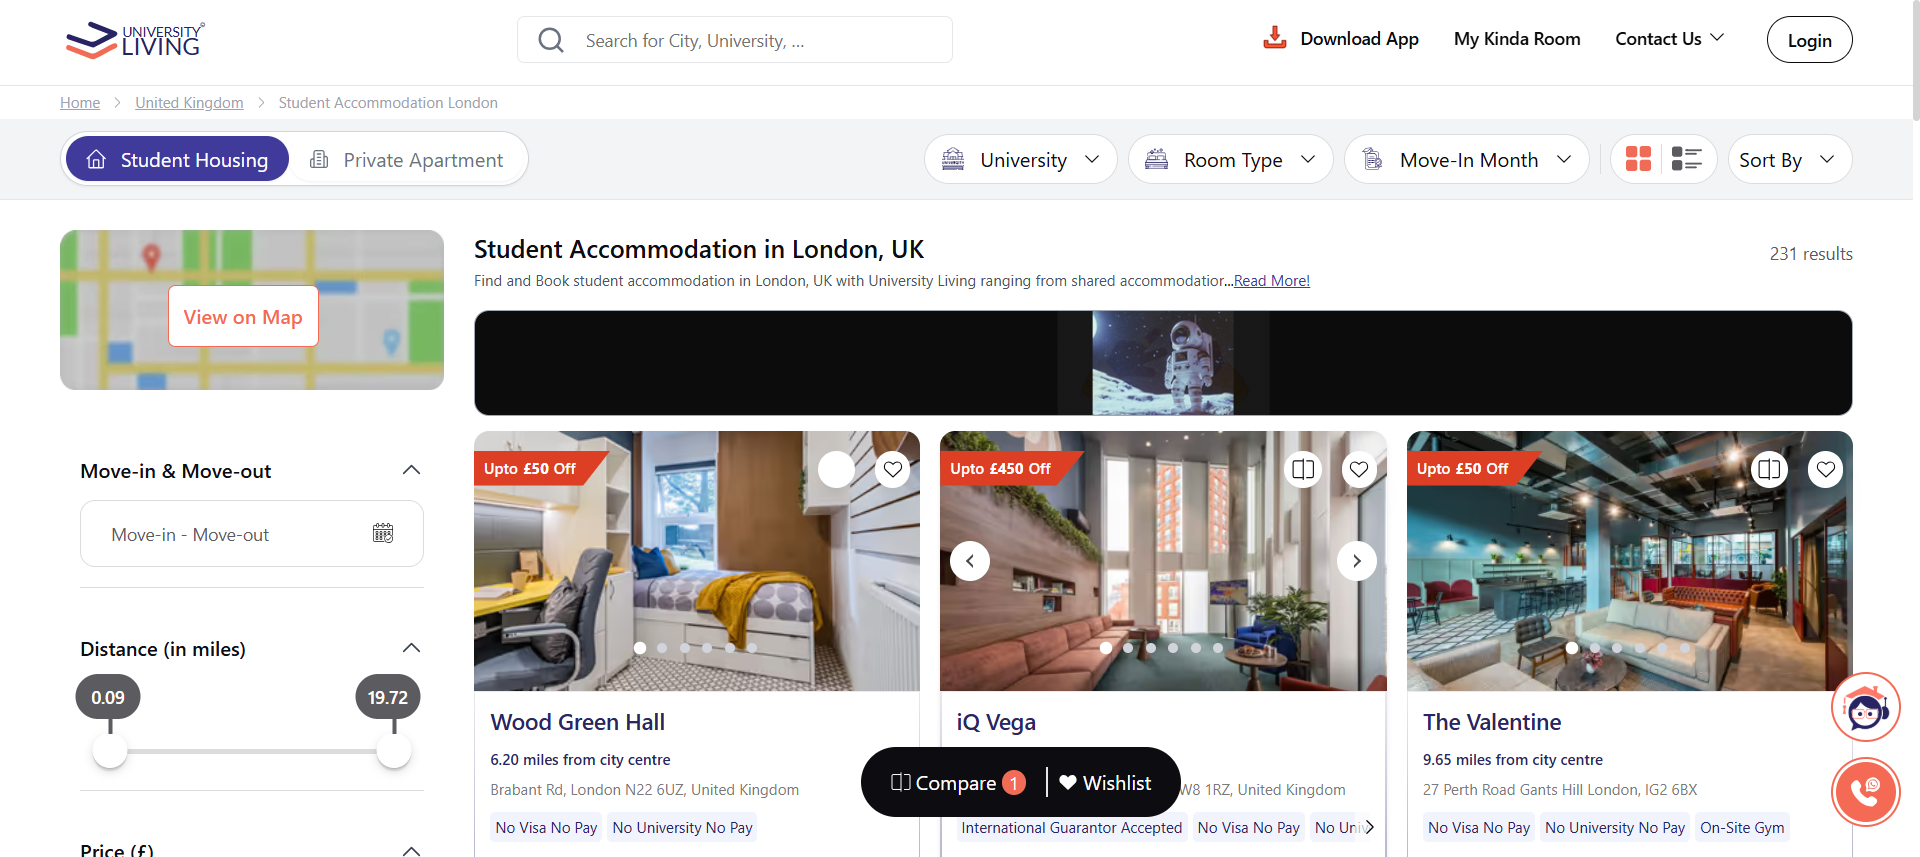 UNIVERSITY
LIVING
Search for City, University, ...
Download App
My Kinda Room
Contact Us
Login
Home
United Kingdom
Student Accommodation London
Student Housing
Private Apartment
University
Room Type
Move-In Month
Sort By
View on Map
Student Accommodation in London, UK
231 results
Find and Book student accommodation in London, UK with University Living ranging from shared accommodation...Read More!
Move-in & Move-out
Move-in - Move-out
Distance (in miles)
0.09
19.72
Price (£)
Upto £50 Off
Wood Green Hall
6.20 miles from city centre
Brabant Rd, London N22 6UZ, United Kingdom
No Visa No Pay
No University No Pay
Upto £450 Off
iQ Vega
W8 1RZ, United Kingdom
International Guarantor Accepted
No Visa No Pay
No Univ
Upto £50 Off
The Valentine
9.65 miles from city centre
27 Perth Road Gants Hill London, IG2 6BX
No Visa No Pay
No University No Pay
On-Site Gym
Compare 1
Wishlist